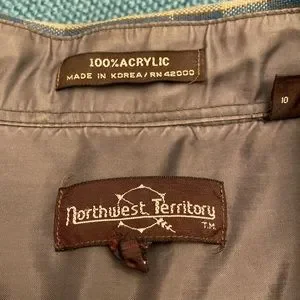 100% ACRYLIC
MADE IN KOREA/RN 42000
10
Northwest Territory
T.M.